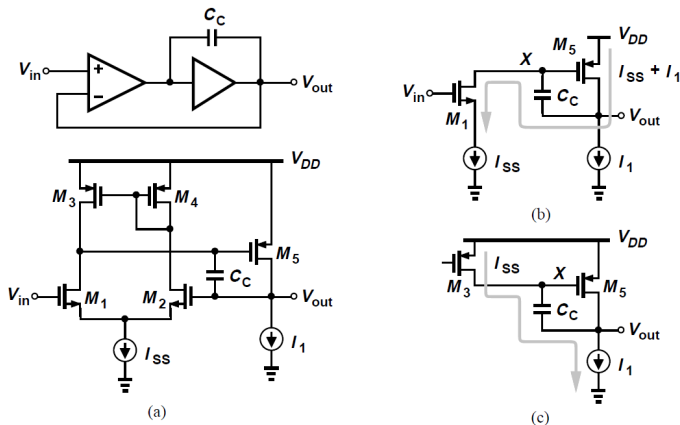 C_C
V_in
+
−
V_out
V_DD
M_3
M_4
M_5
C_C
V_in
M_1
M_2
V_out
I_SS
I_1
(a)
V_DD
M_5
X
I_SS + I_1
V_in
C_C
M_1
V_out
I_SS
I_1
(b)
V_DD
I_SS
X
M_3
M_5
C_C
V_out
I_1
(c)